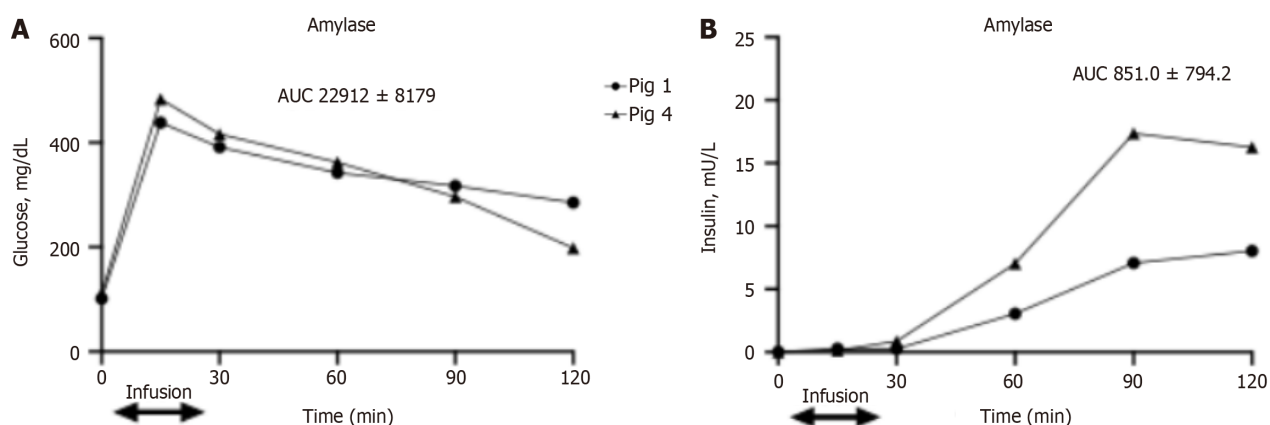 A
Amylase
600
400
200
0
Glucose, mg/dL
AUC 22912 ± 8179
Pig 1
Pig 4
0 30 60 90 120
Infusion
Time (min)
B
Amylase
25
20
15
10
5
0
Insulin, mU/L
AUC 851.0 ± 794.2
0 30 60 90 120
Infusion
Time (min)